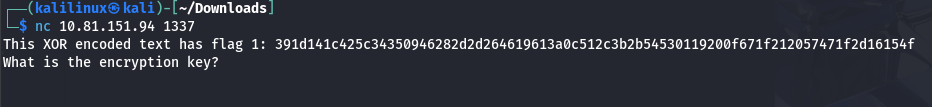 ┌──(kalilinux㉿kali)-[~/Downloads]
└─$ nc 10.81.151.94 1337
This XOR encoded text has flag 1: 391d141c425c34350946282d2d264619613a0c512c3b2b54530119200f671f212057471f2d16154f
What is the encryption key?